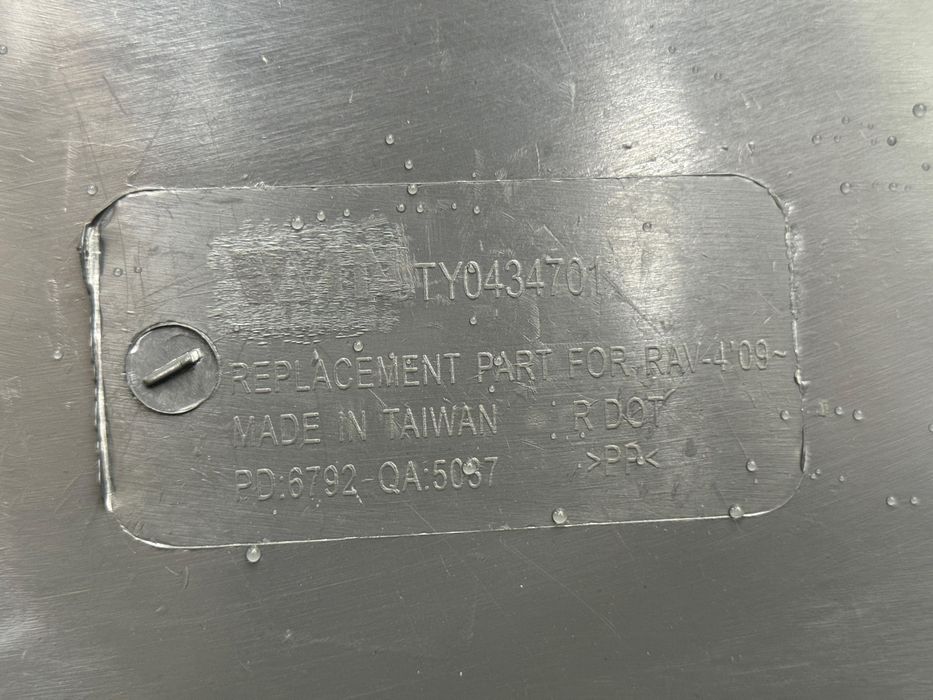 TY0434701
REPLACEMENT PART FOR RAV-4'09~
MADE IN TAIWAN R DOT
PD:6792-QA:5037 >PP<